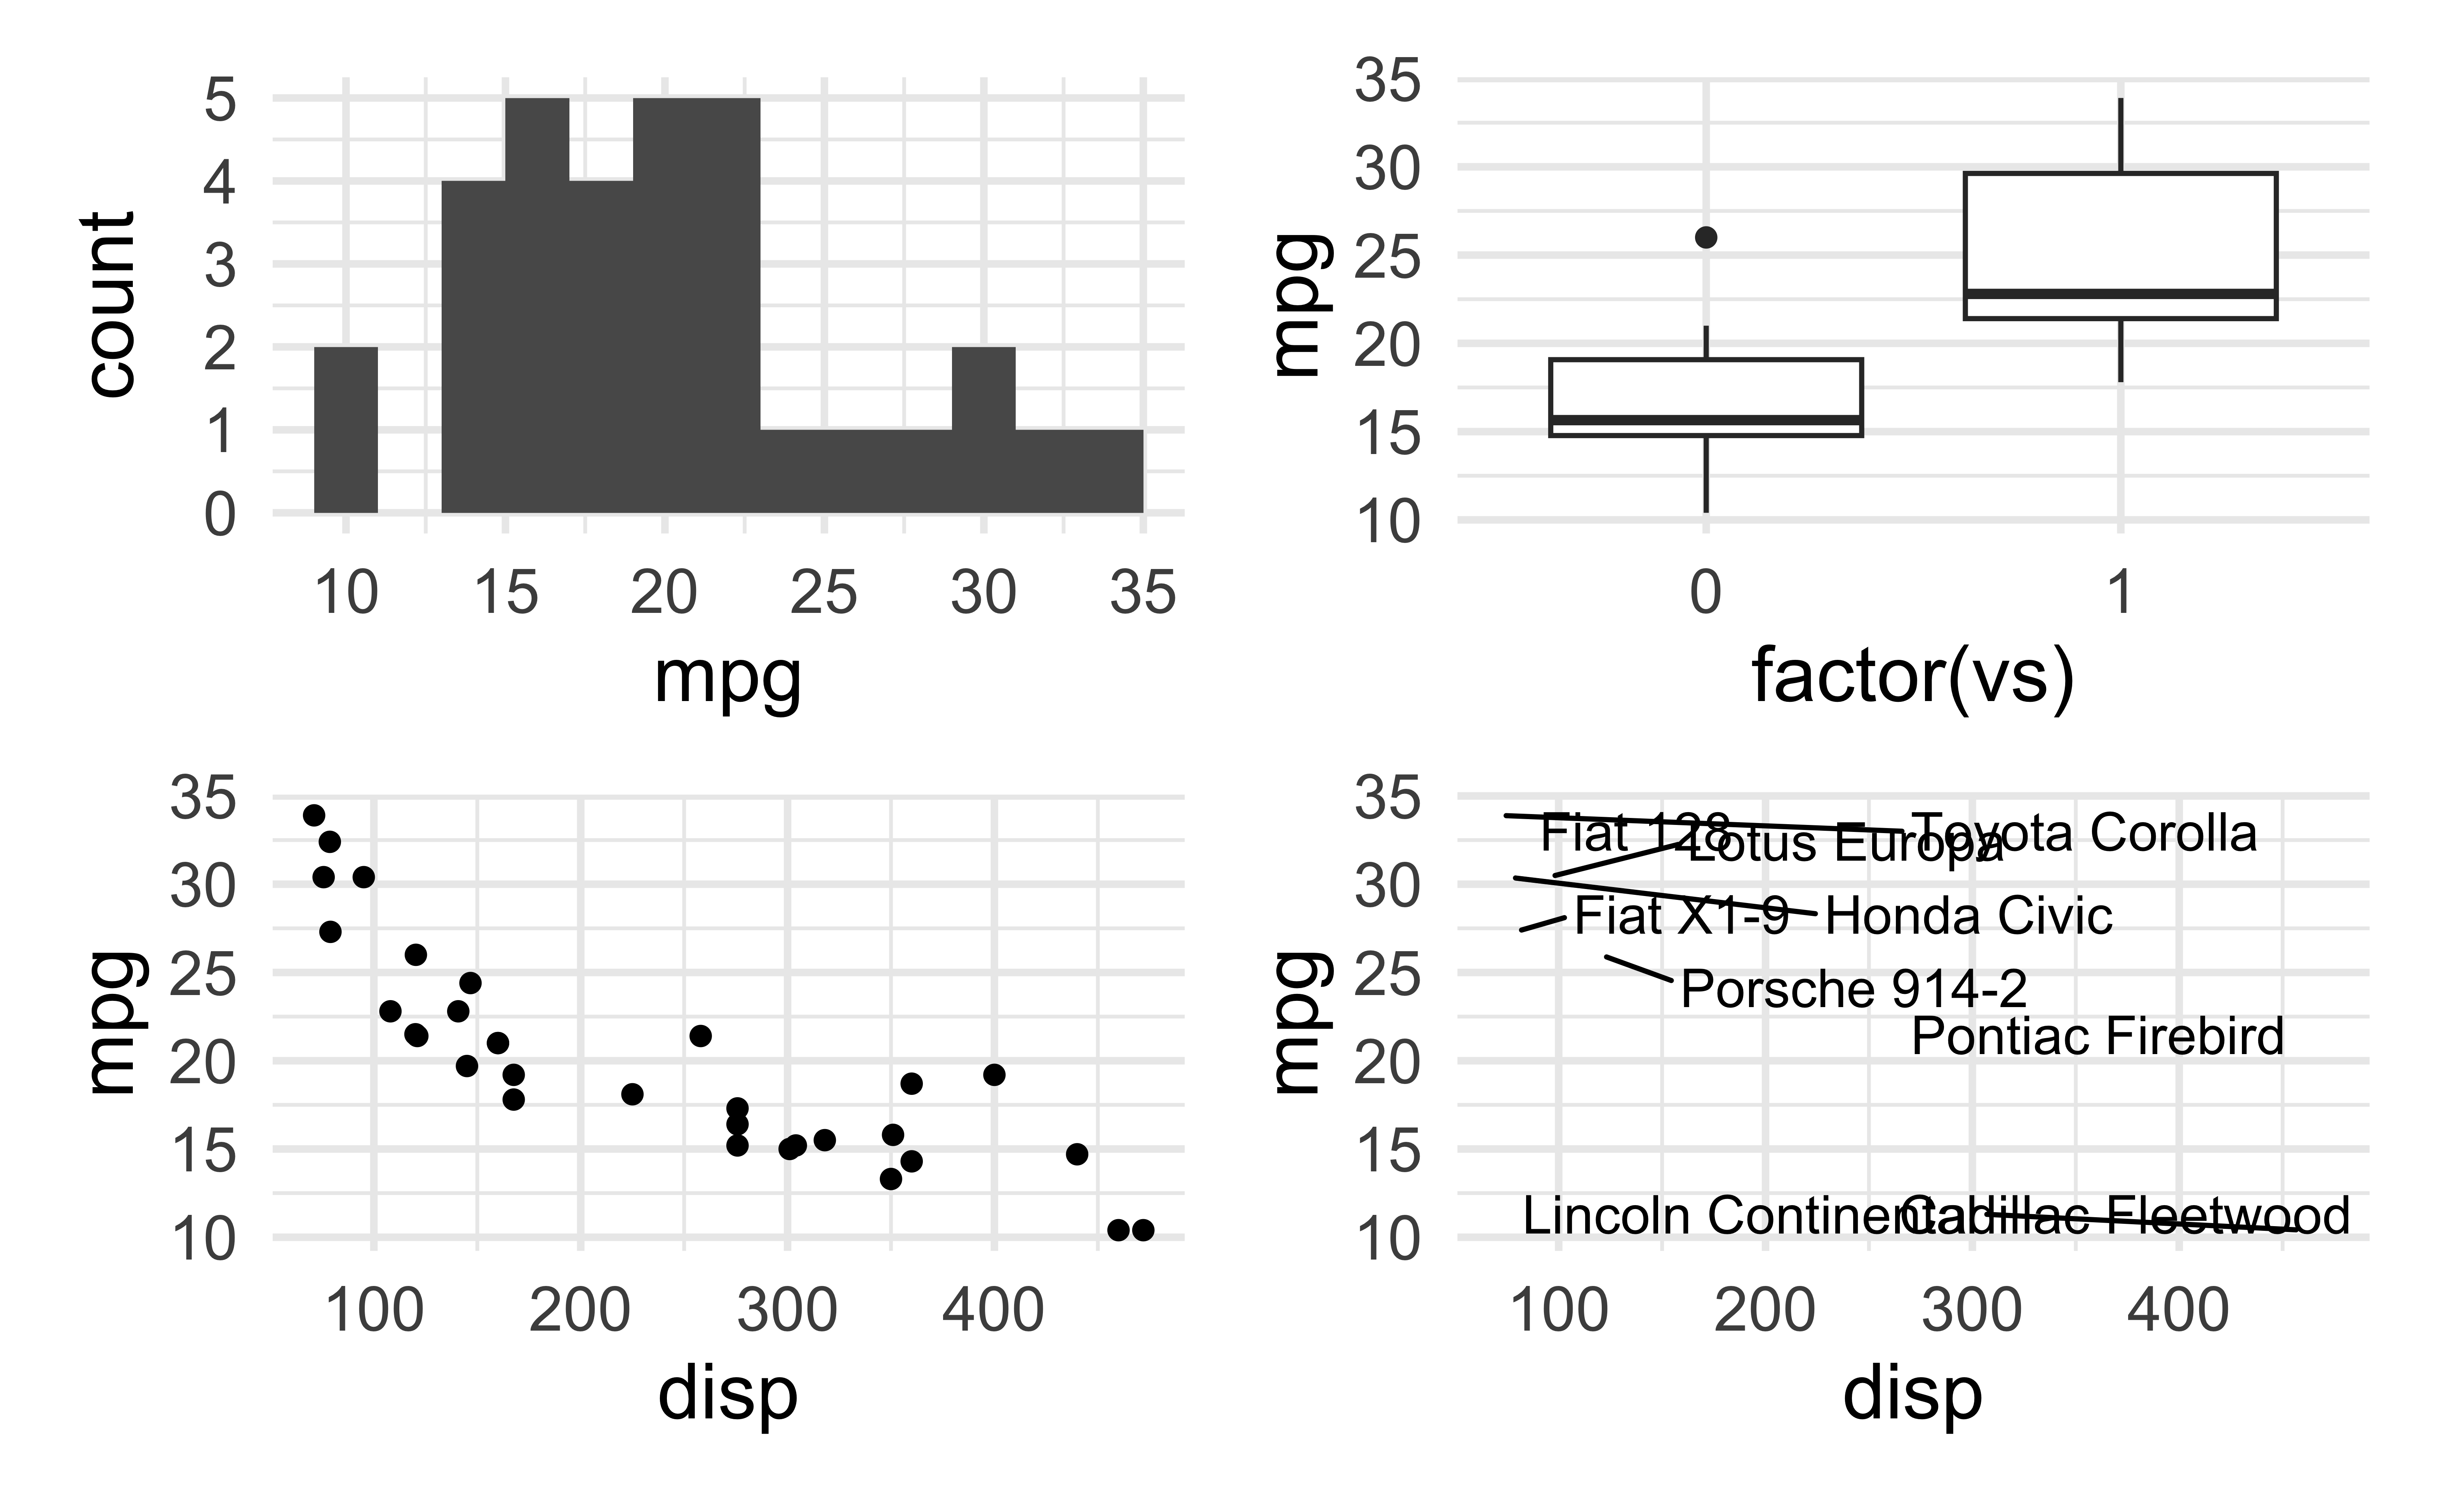 5
4
3
2
1
0
count
10 15 20 25 30 35
mpg
35
30
25
20
15
10
mpg
0 1
factor(vs)
35
30
25
20
15
10
mpg
100 200 300 400
disp
35
30
25
20
15
10
mpg
Fiat 128
Toyota Corolla
Lotus Europa
Fiat X1-9
Honda Civic
Porsche 914-2
Pontiac Firebird
Lincoln Continental
Cadillac Fleetwood
100 200 300 400
disp